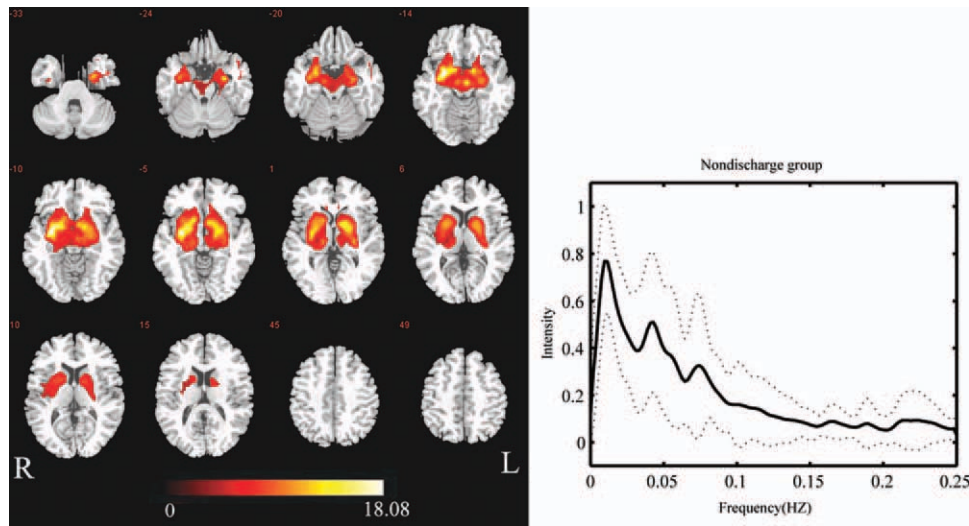 -33 -24 -20 -14
-10 -5 1 6
10 15 45 49
R L
0 18.08
Nondischarge group
1
0.8
0.6
0.4
0.2
0
Intensity
0 0.05 0.1 0.15 0.2 0.25
Frequency(HZ)